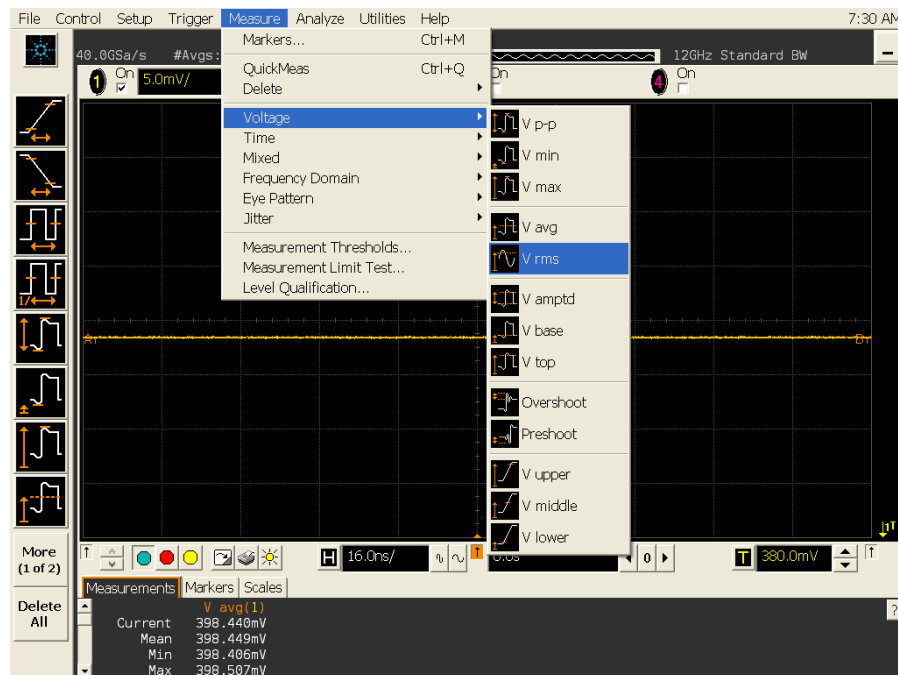 File Control Setup Trigger Measure Analyze Utilities Help 7:30 AM
40.0GSa/s #Avgs: 12GHz Standard BW
1 On 5.0mV/ On 4 On
Markers... Ctrl+M
QuickMeas Ctrl+Q
Delete
Voltage
Time
Mixed
Frequency Domain
Eye Pattern
Jitter
Measurement Thresholds...
Measurement Limit Test...
Level Qualification...
V p-p
V min
V max
V avg
V rms
V amptd
V base
V top
Overshoot
Preshoot
V upper
V middle
V lower
1/
More
(1 of 2)
Delete
All
H 16.0ns/ 0.0s 0 T 380.0mV
Measurements Markers Scales
V avg(1)
Current 398.440mV
Mean 398.449mV
Min 398.406mV
Max 398.507mV
?